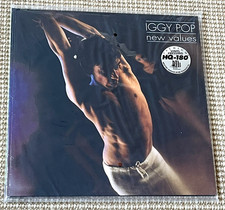 IGGY POP
new values
HQ-180